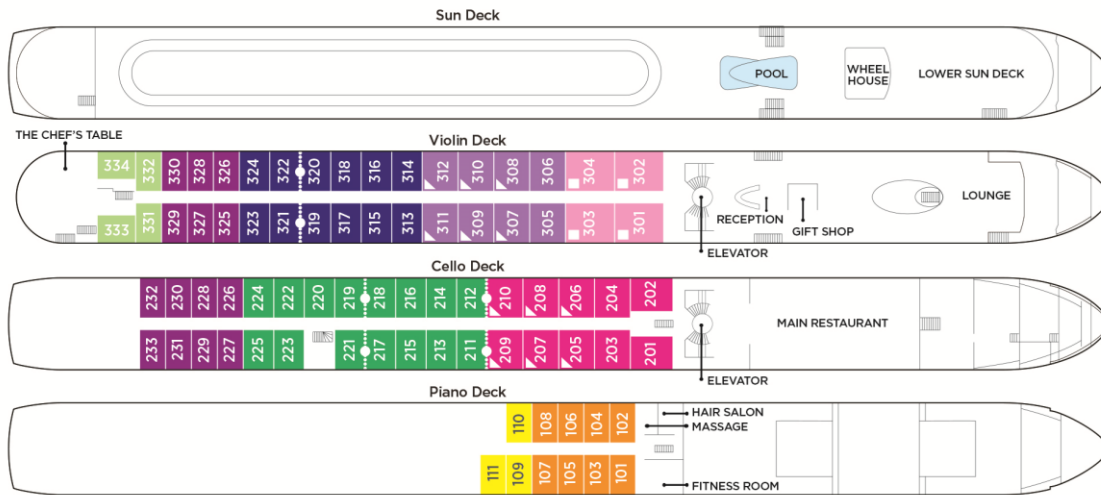 Sun Deck
POOL
WHEEL
HOUSE
LOWER SUN DECK
THE CHEF'S TABLE
Violin Deck
334 332 330 328 326 324 322 320 318 316 314 312 310 308 306 304 302
333 331 329 327 325 323 321 319 317 315 313 311 309 307 305 303 301
RECEPTION
GIFT SHOP
LOUNGE
ELEVATOR
Cello Deck
232 230 228 226 224 222 220 219 218 216 214 212 210 208 206 204 202
233 231 229 227 225 223 221 217 215 213 211 209 207 205 203 201
MAIN RESTAURANT
ELEVATOR
Piano Deck
110 108 106 104 102
111 109 107 105 103 101
HAIR SALON
MASSAGE
FITNESS ROOM